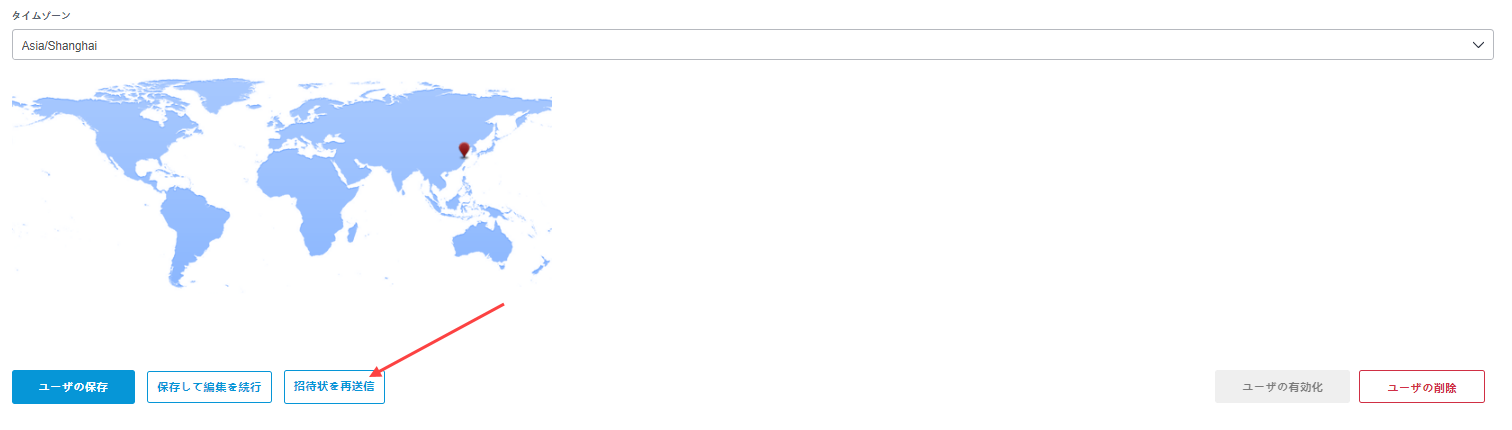 タイムゾーン
Asia/Shanghai
ユーザの保存
保存して編集を続行
招待状を再送信
ユーザの有効化
ユーザの削除